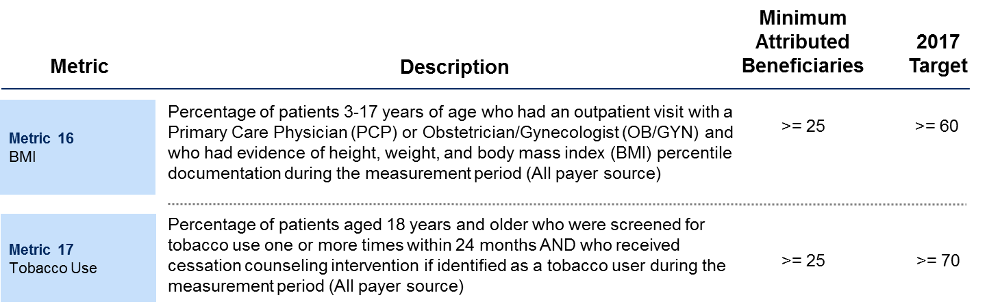 Metric
Description
Minimum
Attributed
Beneficiaries
2017
Target
Metric 16
BMI
Percentage of patients 3-17 years of age who had an outpatient visit with a
Primary Care Physician (PCP) or Obstetrician/Gynecologist (OB/GYN) and
who had evidence of height, weight, and body mass index (BMI) percentile
documentation during the measurement period (All payer source)
>= 25
>= 60
Metric 17
Tobacco Use
Percentage of patients aged 18 years and older who were screened for
tobacco use one or more times within 24 months AND who received
cessation counseling intervention if identified as a tobacco user during the
measurement period (All payer source)
>= 25
>= 70